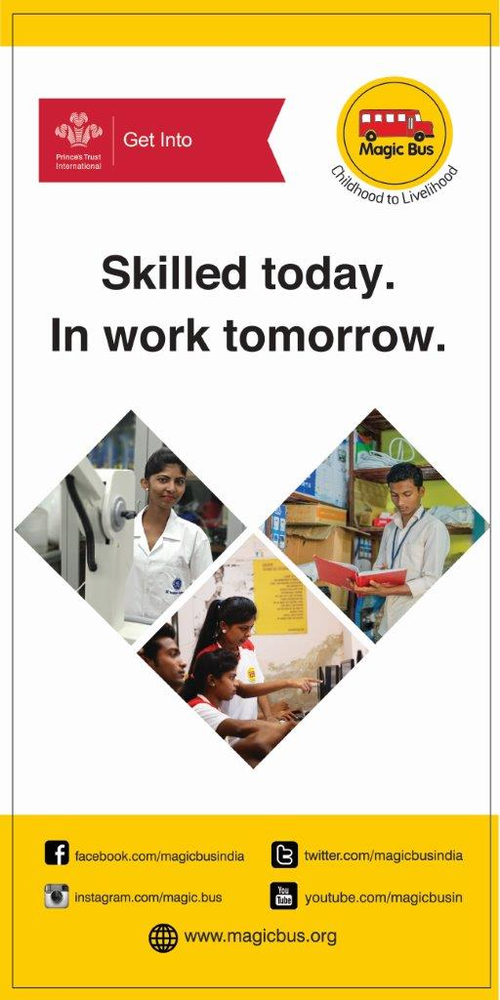 Prince's Trust
International
Get Into
Magic Bus
Childhood to Livelihood
Skilled today.
In work tomorrow.
facebook.com/magicbusindia
twitter.com/magicbusindia
instagram.com/magic.bus
You
Tube
youtube.com/magicbusin
www.magicbus.org